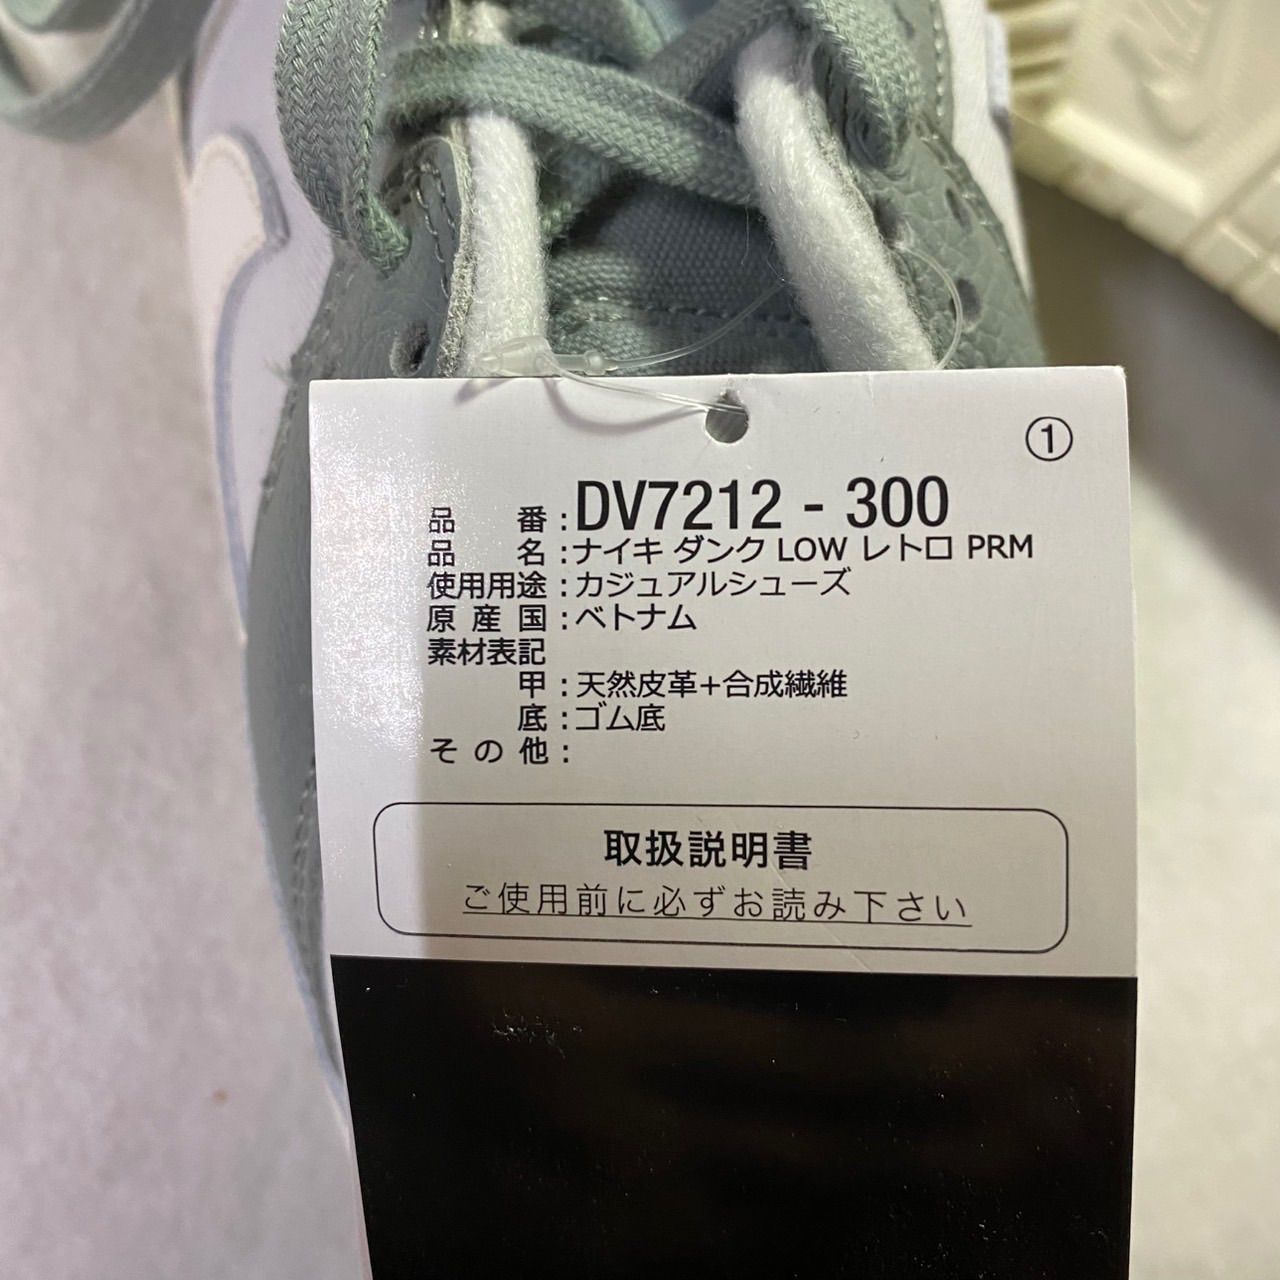 ①
品番:DV7212 - 300
品名:ナイキ ダンク LOW レトロ PRM
使用用途:カジュアルシューズ
原産国:ベトナム
素材表記
甲:天然皮革+合成繊維
底:ゴム底
その他:
取扱説明書
ご使用前に必ずお読み下さい